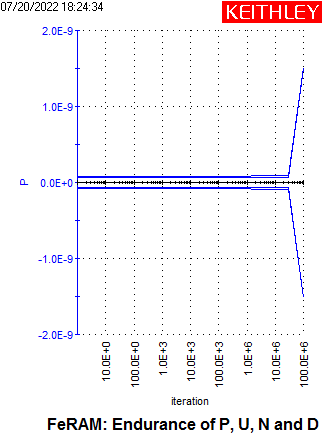 07/20/2022 18:24:34
KEITHLEY
2.0E-9
1.0E-9
P
0.0E+0
-1.0E-9
-2.0E-9
10.0E+0
100.0E+0
1.0E+3
10.0E+3
100.0E+3
1.0E+6
10.0E+6
100.0E+6
iteration
FeRAM: Endurance of P, U, N and D